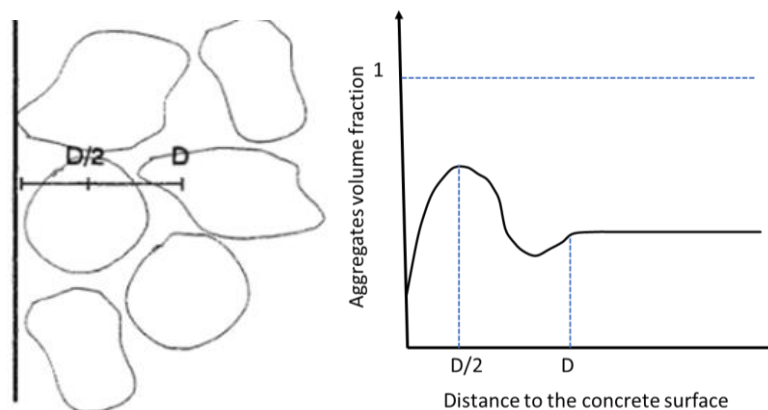 D/2 D
Aggregates volume fraction
1
D/2 D
Distance to the concrete surface